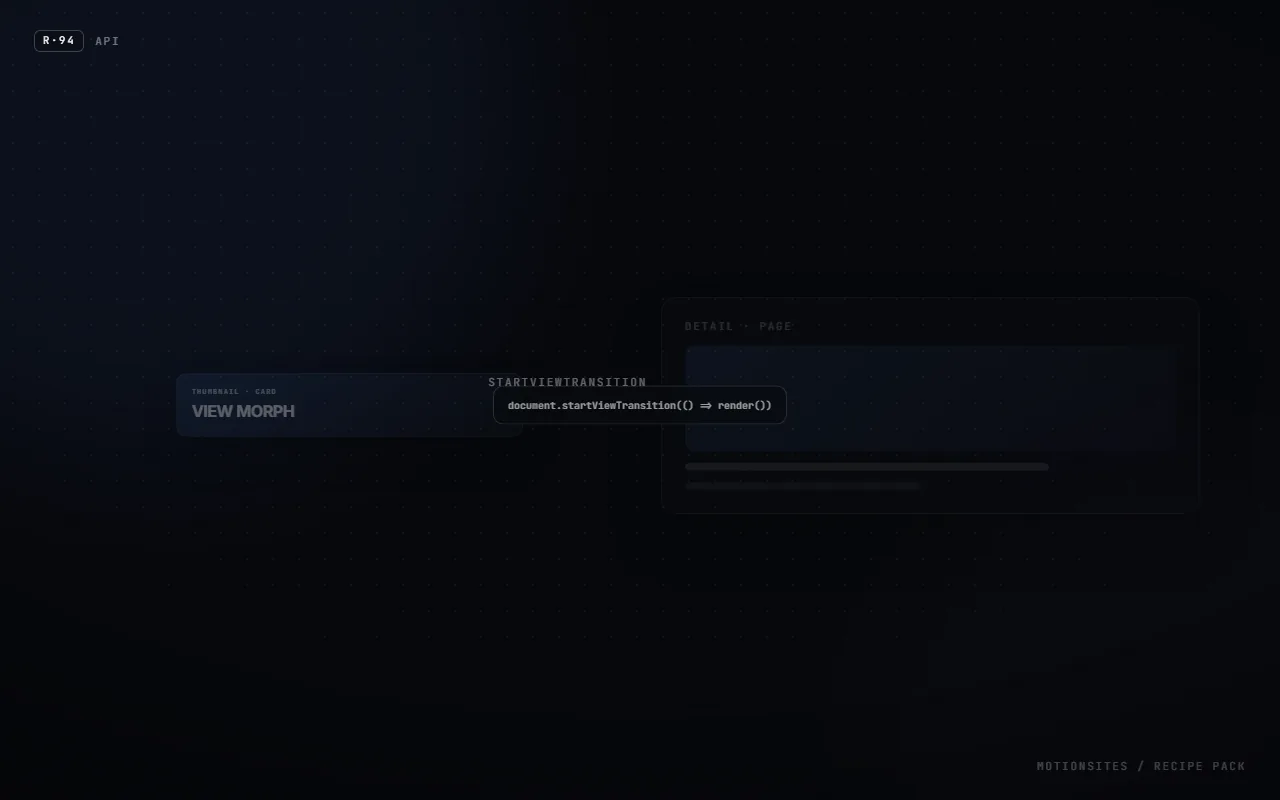 R·94 API
DETAIL · PAGE
STARTVIEWTRANSITION
THUMBNAIL · CARD
VIEW MORPH
document.startViewTransition(() => render())
MOTIONSITES / RECIPE PACK